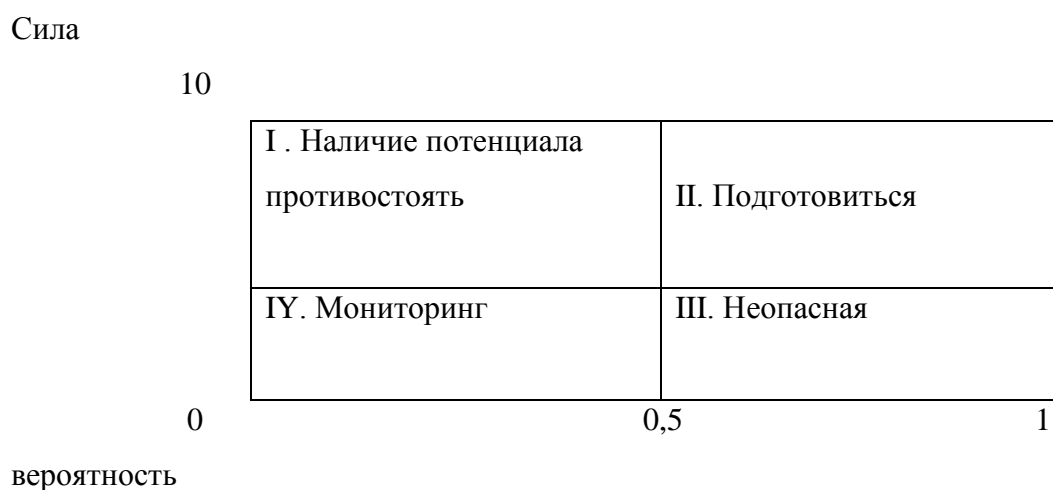 Сила
10
I . Наличие потенциала
противостоять
II. Подготовиться
IY. Мониторинг
III. Неопасная
0
0,5
1
вероятность